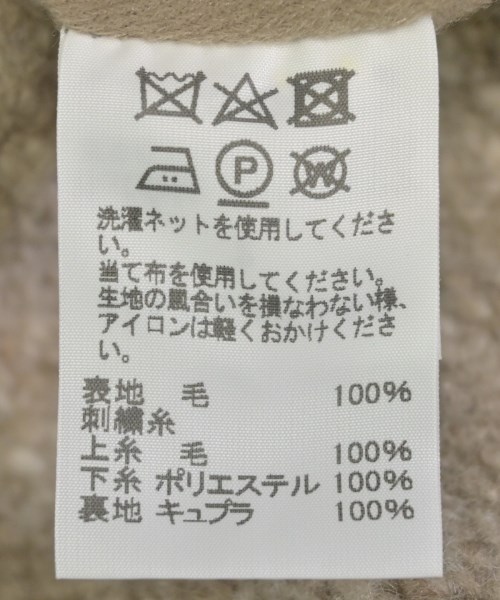 P W
洗濯ネットを使用してくださ
い。
当て布を使用してください。
生地の風合いを損なわない様、
アイロンは軽くおかけくださ
い。
表地 毛 100%
刺繍糸
上糸 毛 100%
下糸 ポリエステル 100%
裏地 キュプラ 100%